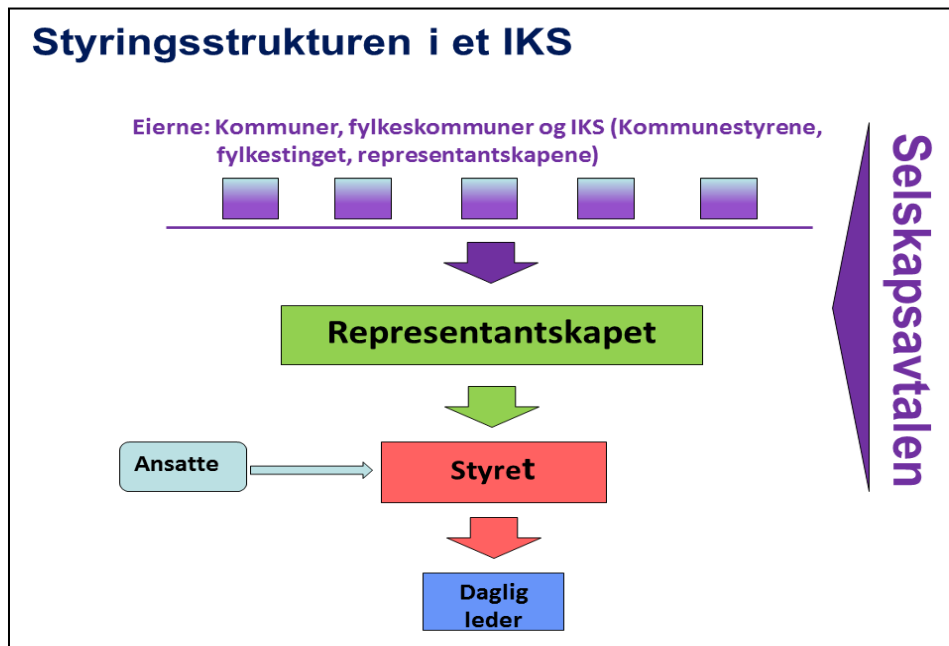 Styringsstrukturen i et IKS
Eierne: Kommuner, fylkeskommuner og IKS (Kommunestyrene,
fylkestinget, representantskapene)
Selskapsavtalen
Representantskapet
Ansatte
Styret
Daglig
leder